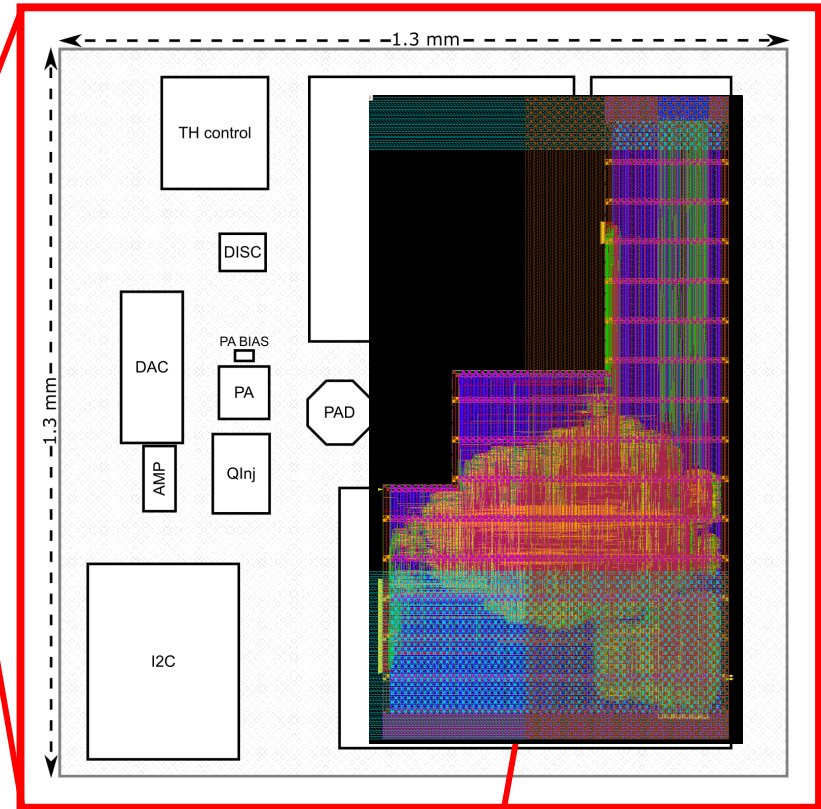 1.3 mm
TH control
DISC
PA BIAS
DAC
PA
PAD
1.3 mm
AMP
QInj
I2C